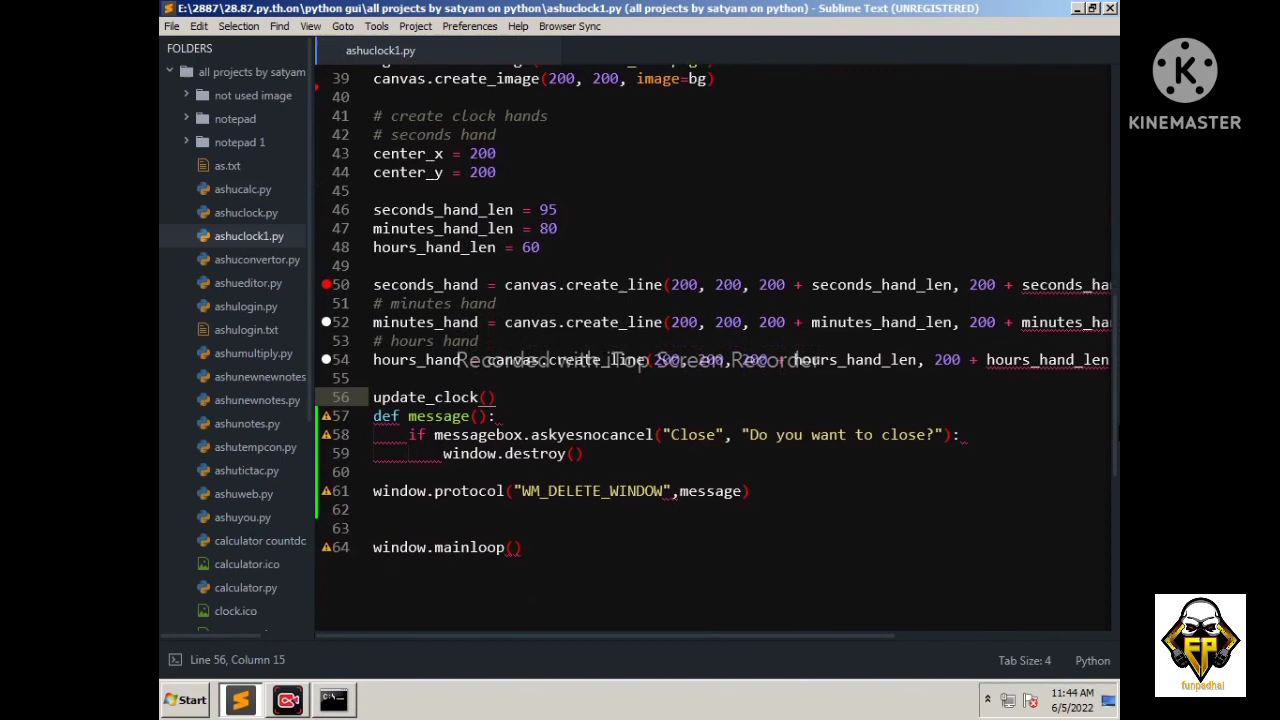 E:\2887\28.87.py.th.on\python gui\all projects by satyam on python\ashuclock1.py (all projects by satyam on python) - Sublime Text (UNREGISTERED)
File Edit Selection Find View Goto Tools Project Preferences Help Browser Sync
FOLDERS
all projects by satyam
not used image
notepad
notepad 1
as.txt
ashucalc.py
ashuclock.py
ashuclock1.py
ashuconvertor.py
ashueditor.py
ashulogin.py
ashulogin.txt
ashumultiply.py
ashunewnewnotes
ashunewnotes.py
ashunotes.py
ashutempcon.py
ashutictac.py
ashuweb.py
ashuyou.py
calculator countdc
calculator.ico
calculator.py
clock.ico
ashuclock1.py
39 canvas.create_image(200, 200, image=bg)
40
41 # create clock hands
42 # seconds hand
43 center_x = 200
44 center_y = 200
45
46 seconds_hand_len = 95
47 minutes_hand_len = 80
48 hours_hand_len = 60
49
50 seconds_hand = canvas.create_line(200, 200, 200 + seconds_hand_len, 200 + seconds_ha
51 # minutes hand
52 minutes_hand = canvas.create_line(200, 200, 200 + minutes_hand_len, 200 + minutes_ha
53 # hours hand
54 hours_hand = canvas.create_line(200, 200, 200 + hours_hand_len, 200 + hours_hand_len
Recorded with iTop Screen Recorder
55
56 update_clock()
57 def message():
58 if messagebox.askyesnocancel("Close", "Do you want to close?"):
59 window.destroy()
60
61 window.protocol("WM_DELETE_WINDOW",message)
62
63
64 window.mainloop()
Line 56, Column 15
Tab Size: 4 Python
Start
11:44 AM
6/5/2022
KINEMASTER
FP
funpadhai